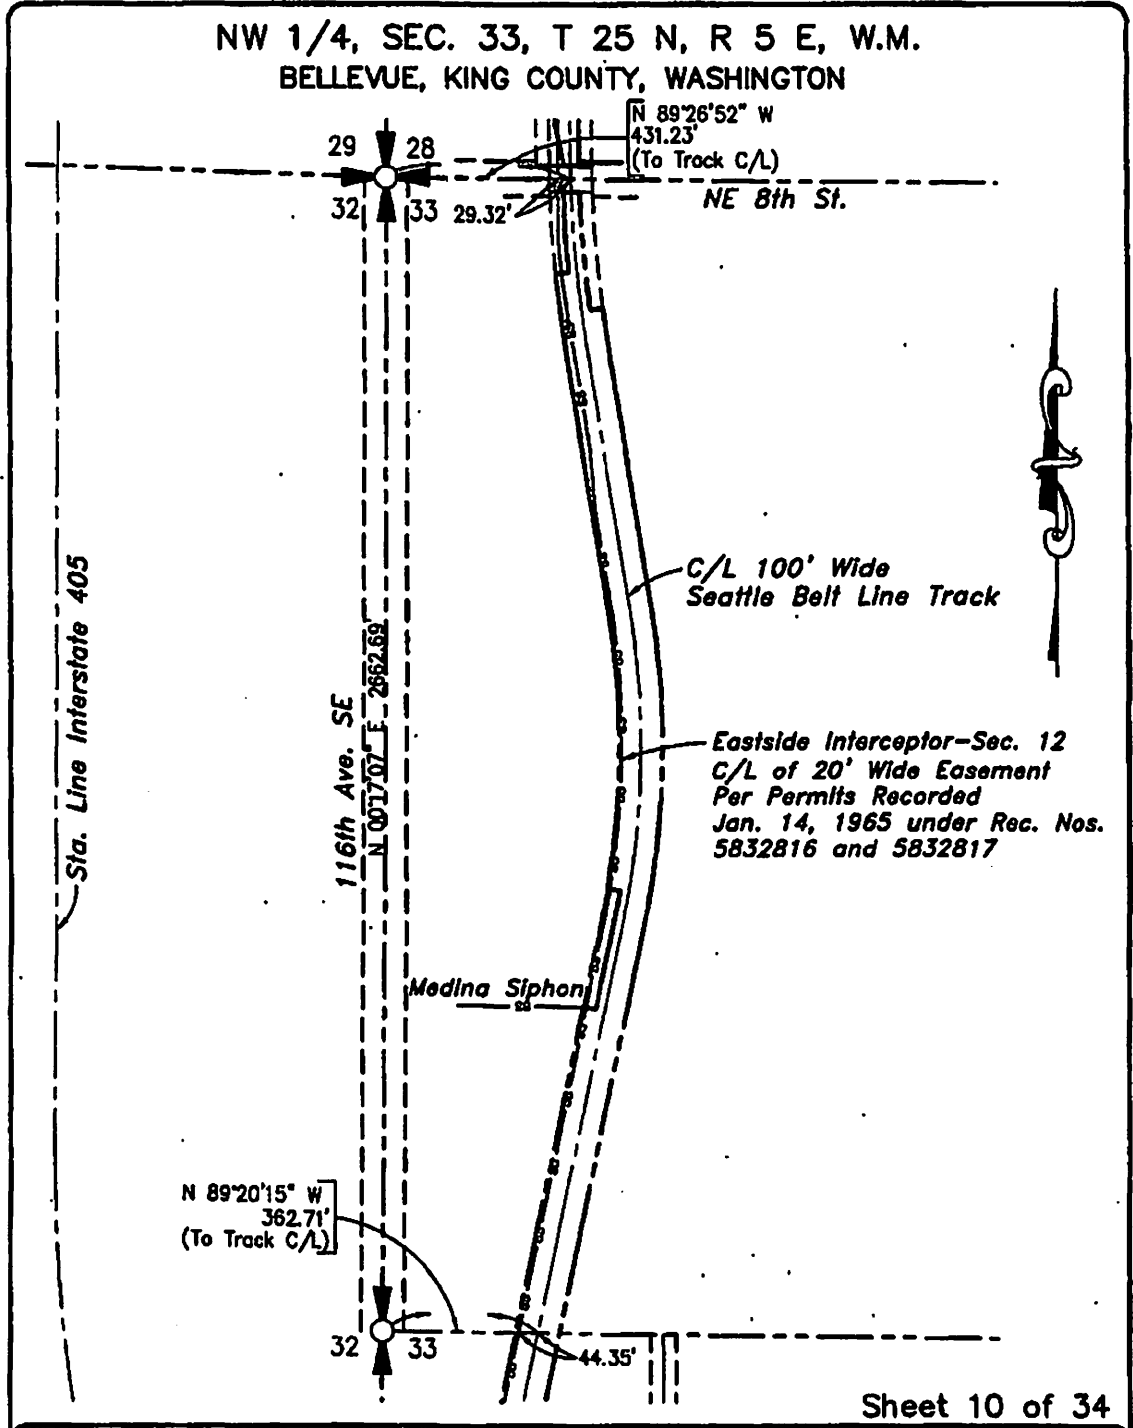 NW 1/4, SEC. 33, T 25 N, R 5 E, W.M.
BELLEVUE, KING COUNTY, WASHINGTON
N 89°26'52" W
431.23'
(To Track C/L)
29 28
32 33
29.32'
NE 8th St.
Sta. Line Interstate 405
116th Ave. SE
N 00°17'07" E 2662.69'
C/L 100' Wide
Seattle Belt Line Track
Eastside Interceptor-Sec. 12
C/L of 20' Wide Easement
Per Permits Recorded
Jan. 14, 1965 under Rec. Nos.
5832816 and 5832817
Medina Siphon
N 89°20'15" W
362.71'
(To Track C/L)
32 33
44.35'
Sheet 10 of 34